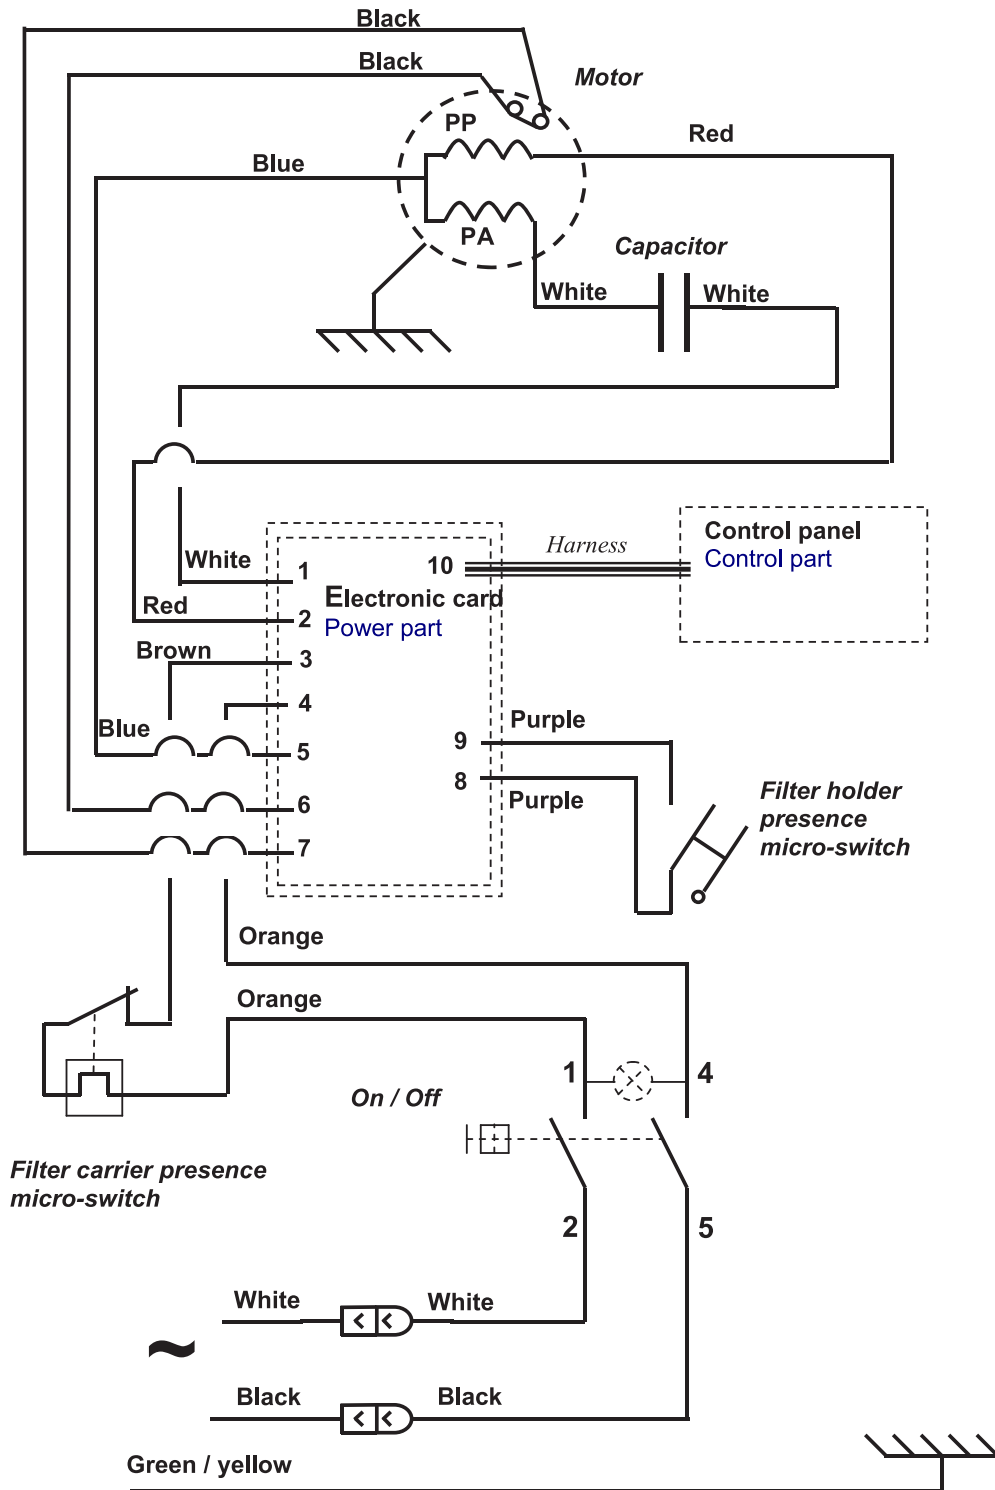 Black
Black
Motor
PP
Red
Blue
PA
Capacitor
White
White
Control panel
Control part
Harness
White
1
10
Electronic card
Power part
Red
2
Brown
3
4
Purple
Blue
5
9
8
Purple
6
7
Filter holder
presence
micro-switch
Orange
Orange
1
4
On / Off
Filter carrier presence
micro-switch
2
5
White
White
~
Black
Black
Green / yellow